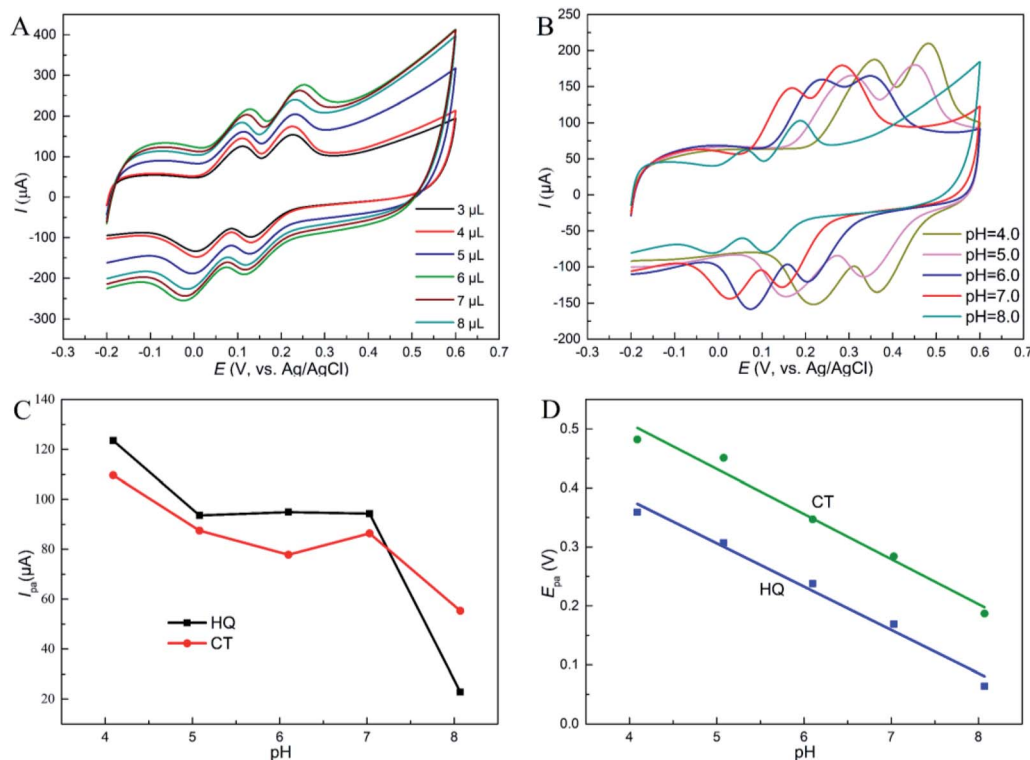 A
400
300
200
100
0
-100
-200
-300
I (μA)
3 μL
4 μL
5 μL
6 μL
7 μL
8 μL
-0.3 -0.2 -0.1 0.0 0.1 0.2 0.3 0.4 0.5 0.6 0.7
E (V, vs. Ag/AgCl)
B
250
200
150
100
50
0
-50
-100
-150
-200
I (μA)
pH=4.0
pH=5.0
pH=6.0
pH=7.0
pH=8.0
-0.3 -0.2 -0.1 0.0 0.1 0.2 0.3 0.4 0.5 0.6 0.7
E (V, vs. Ag/AgCl)
C
140
120
100
80
60
40
20
Ipa(μA)
HQ
CT
4 5 6 7 8
pH
D
0.5
0.4
0.3
0.2
0.1
0.0
Epa (V)
CT
HQ
4 5 6 7 8
pH